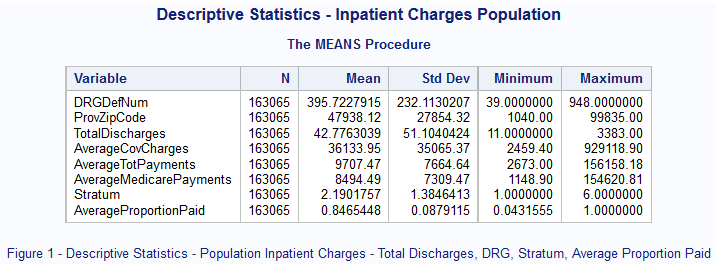 Descriptive Statistics - Inpatient Charges Population
The MEANS Procedure
Variable N Mean Std Dev Minimum Maximum
DRGDefNum 163065 395.7227915 232.1130207 39.0000000 948.0000000
ProvZipCode 163065 47938.12 27854.32 1040.00 99835.00
TotalDischarges 163065 42.7763039 51.1040424 11.0000000 3383.00
AverageCovCharges 163065 36133.95 35065.37 2459.40 929118.90
AverageTotPayments 163065 9707.47 7664.64 2673.00 156158.18
AverageMedicarePayments 163065 8494.49 7309.47 1148.90 154620.81
Stratum 163065 2.1901757 1.3846413 1.0000000 6.0000000
AverageProportionPaid 163065 0.8465448 0.0879115 0.0431555 1.0000000
Figure 1 - Descriptive Statistics - Population Inpatient Charges - Total Discharges, DRG, Stratum, Average Proportion Paid